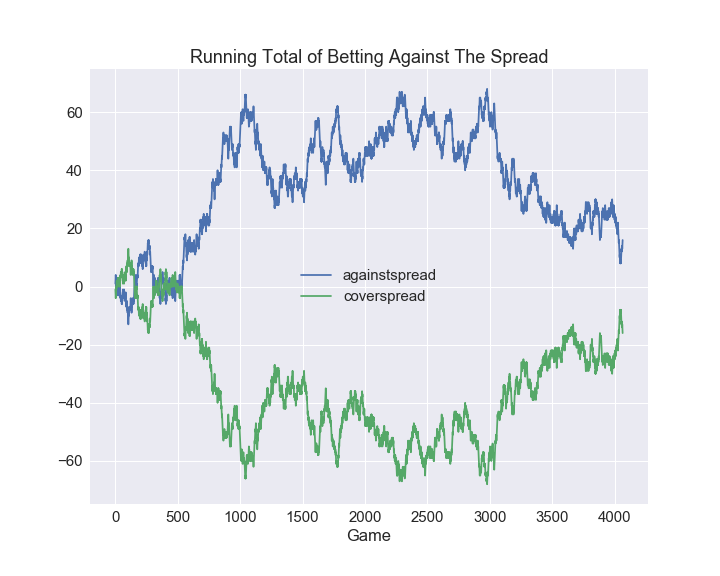 Running Total of Betting Against The Spread
60
40
20
0
−20
−40
−60
againstspread
coverspread
0 500 1000 1500 2000 2500 3000 3500 4000
Game